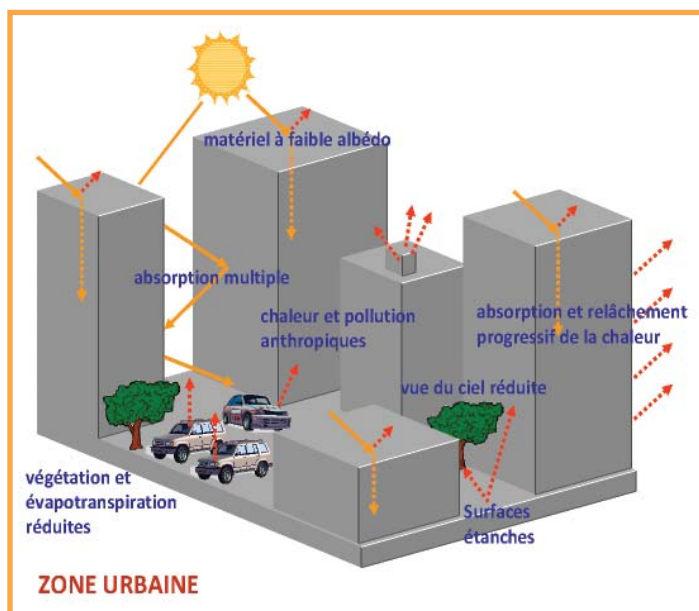 matériel à faible albédo
absorption multiple
chaleur et pollution
anthropiques
absorption et relâchement
progressif de la chaleur
vue du ciel réduite
végétation et
évapotranspiration
réduites
Surfaces
étanches
ZONE URBAINE